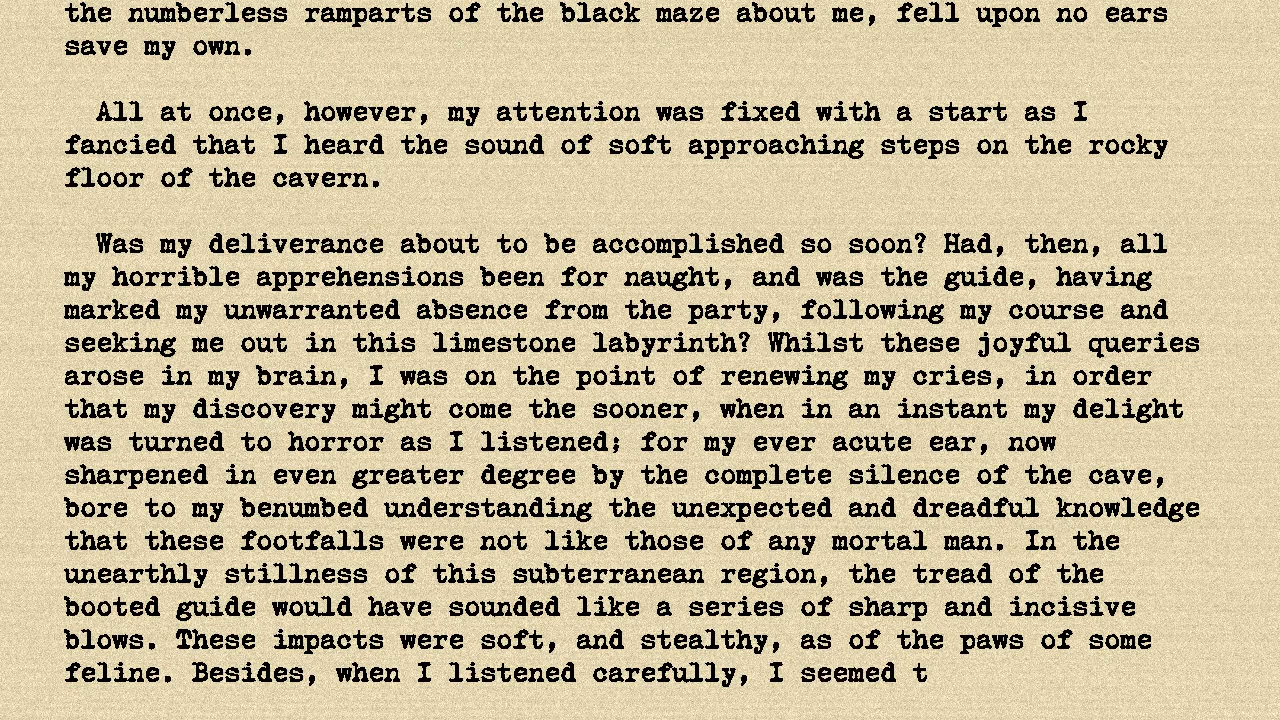 the numberless ramparts of the black maze about me, fell upon no ears
save my own.
All at once, however, my attention was fixed with a start as I
fancied that I heard the sound of soft approaching steps on the rocky
floor of the cavern.
Was my deliverance about to be accomplished so soon? Had, then, all
my horrible apprehensions been for naught, and was the guide, having
marked my unwarranted absence from the party, following my course and
seeking me out in this limestone labyrinth? Whilst these joyful queries
arose in my brain, I was on the point of renewing my cries, in order
that my discovery might come the sooner, when in an instant my delight
was turned to horror as I listened; for my ever acute ear, now
sharpened in even greater degree by the complete silence of the cave,
bore to my benumbed understanding the unexpected and dreadful knowledge
that these footfalls were not like those of any mortal man. In the
unearthly stillness of this subterranean region, the tread of the
booted guide would have sounded like a series of sharp and incisive
blows. These impacts were soft, and stealthy, as of the paws of some
feline. Besides, when I listened carefully, I seemed t